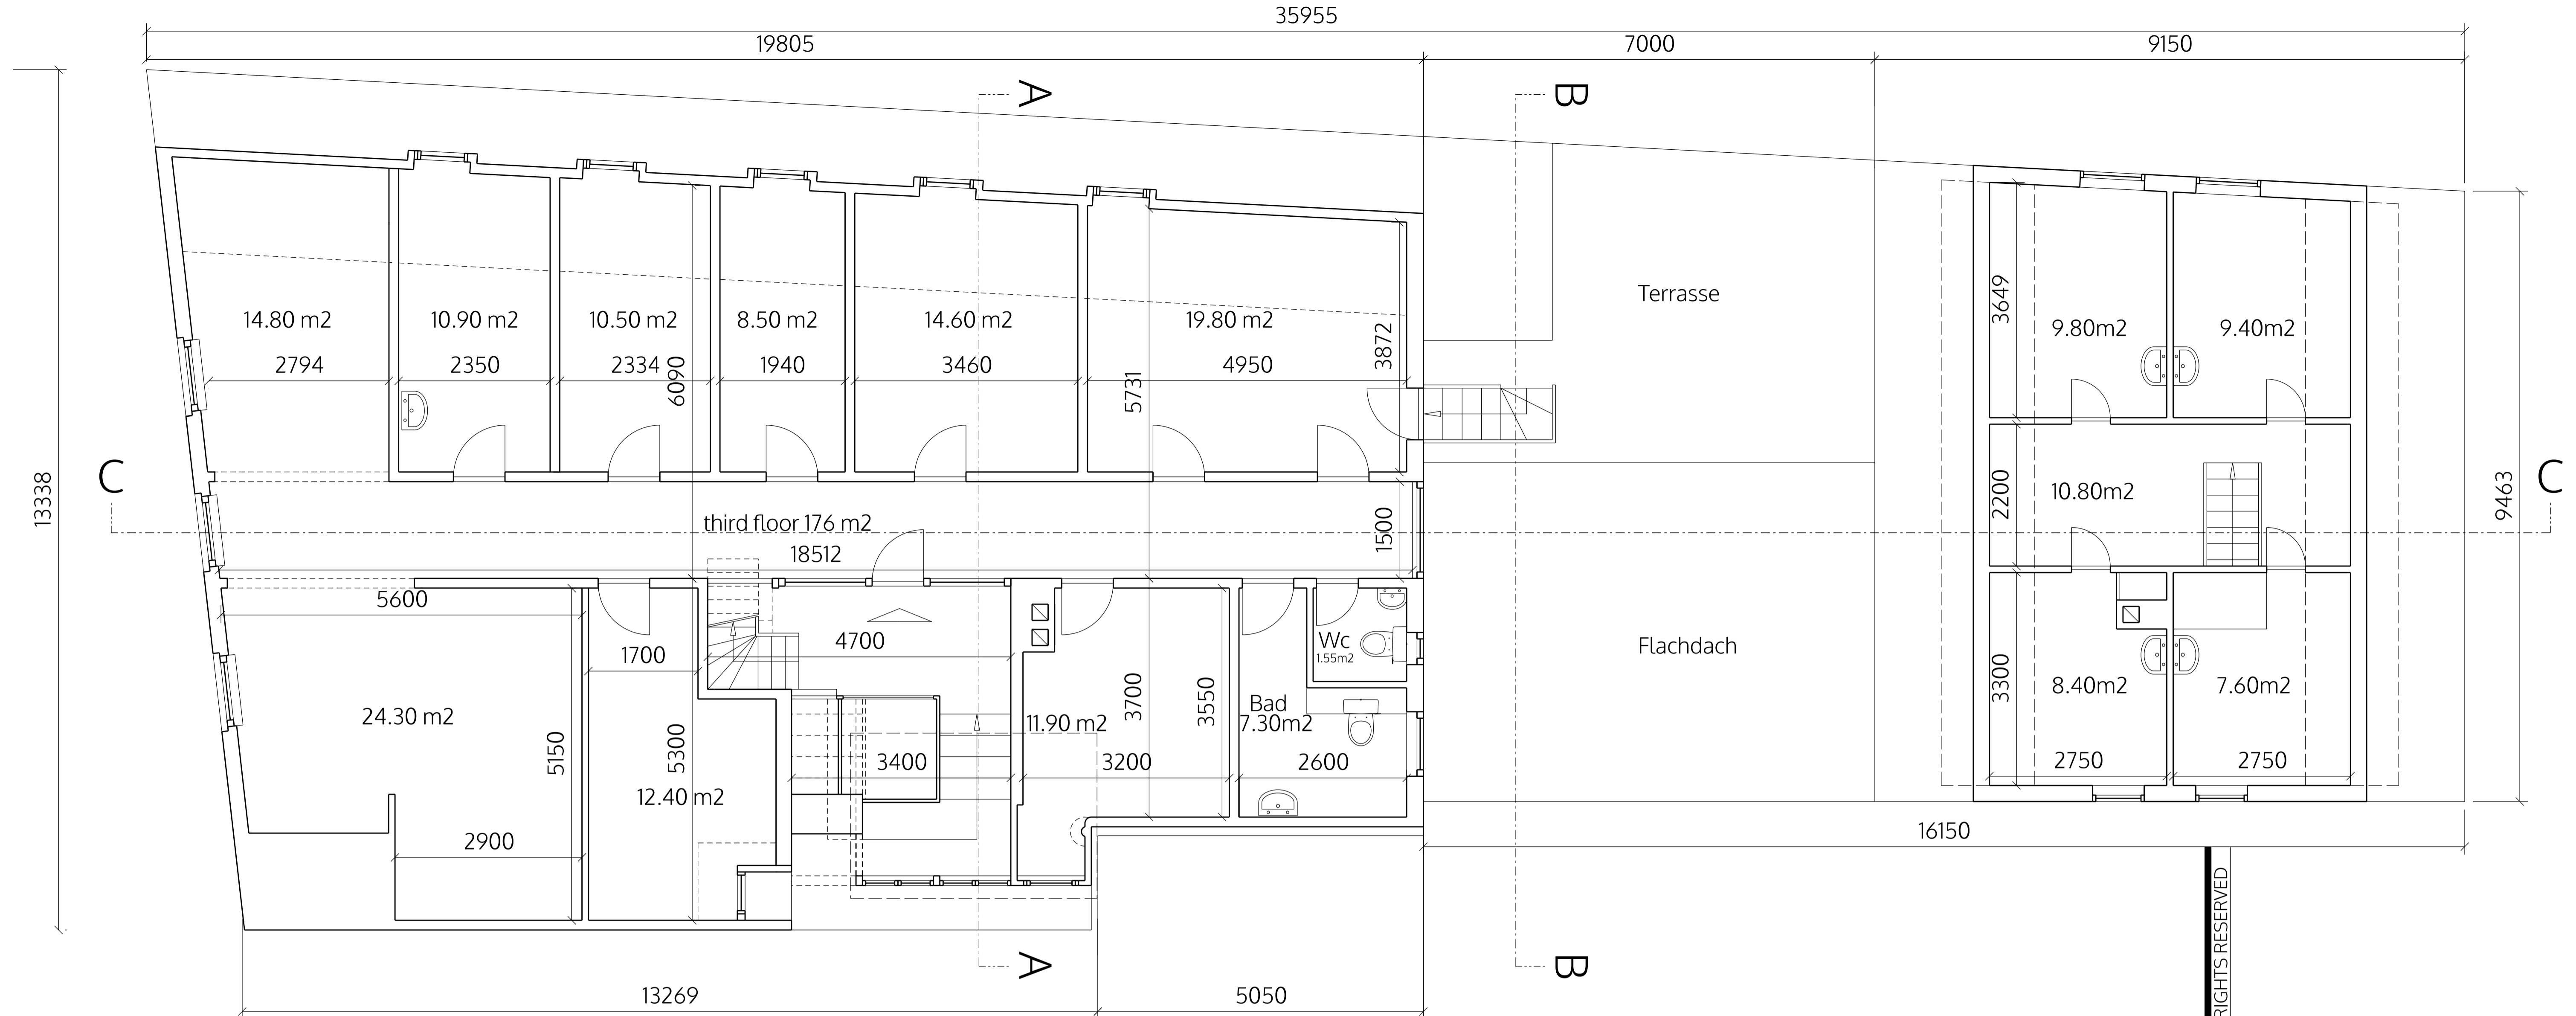 35955
19805
7000
9150
A
B
13338
C
14.80 m2
10.90 m2
10.50 m2
8.50 m2
14.60 m2
19.80 m2
2794
2350
2334
6090
1940
3460
5731
4950
3872
Terrasse
3649
9.80m2
9.40m2
third floor 176 m2
18512
1500
2200
10.80m2
9463
C
5600
1700
4700
Wc
1.55m2
Flachdach
24.30 m2
5150
5300
12.40 m2
3400
11.90 m2
3700
3200
3550
Bad
7.30m2
2600
3300
8.40m2
7.60m2
2750
2750
2900
16150
A
B
13269
5050
RIGHTS RESERVED